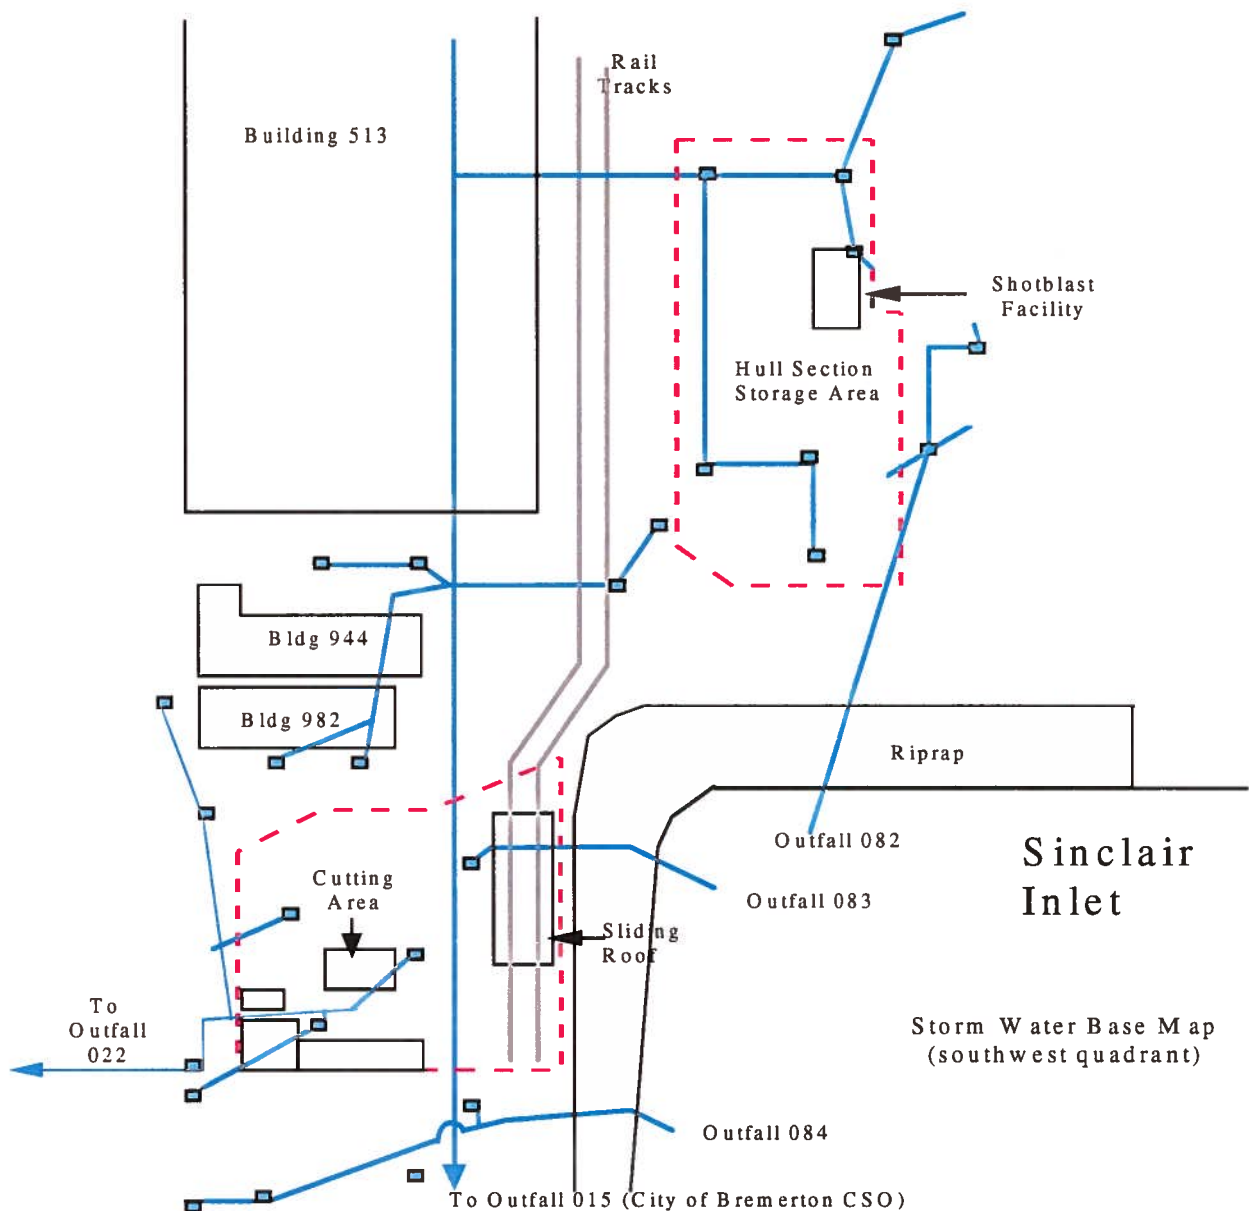 Rail
Tracks
Building 513
Shotblast
Facility
Hull Section
Storage Area
Bldg 944
Bldg 982
Riprap
Outfall 082
Sinclair
Inlet
Cutting
Area
Outfall 083
Sliding
Roof
To
Outfall
022
Storm Water Base Map
(southwest quadrant)
Outfall 084
To Outfall 015 (City of Bremerton CSO)